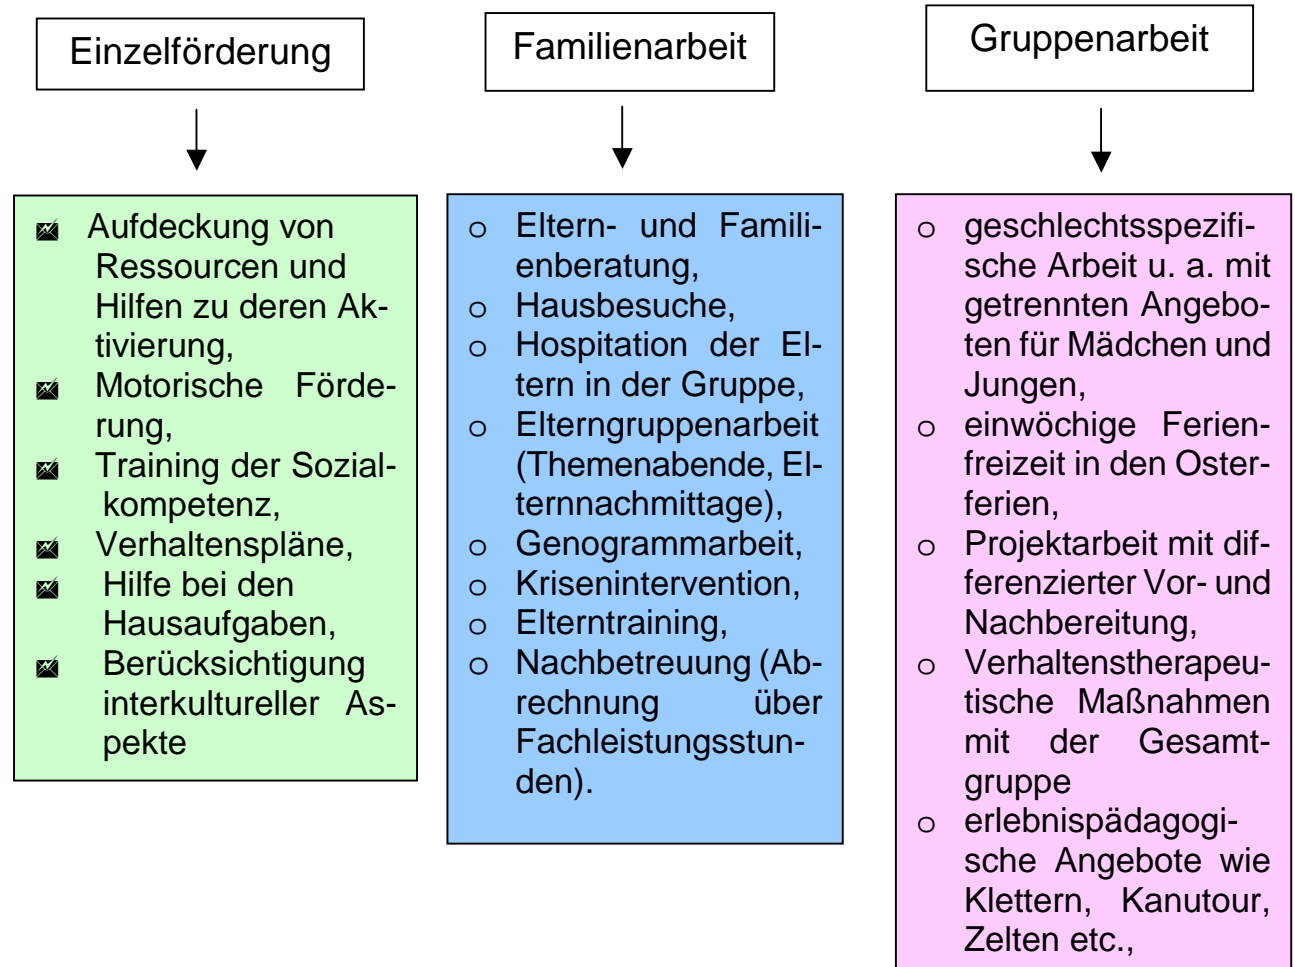 Einzelförderung
Familienarbeit
Gruppenarbeit
Aufdeckung von
Ressourcen und
Hilfen zu deren Ak-
tivierung,
Motorische Förde-
rung,
Training der Sozial-
kompetenz,
Verhaltenspläne,
Hilfe bei den
Hausaufgaben,
Berücksichtigung
interkultureller As-
pekte
o Eltern- und Famili-
enberatung,
o Hausbesuche,
o Hospitation der El-
tern in der Gruppe,
o Elterngruppenarbeit
(Themenabende, El-
ternnachmittage),
o Genogrammarbeit,
o Krisenintervention,
o Elterntraining,
o Nachbetreuung (Ab-
rechnung über
Fachleistungsstun-
den).
o geschlechtsspezifi-
sche Arbeit u. a. mit
getrennten Angebo-
ten für Mädchen und
Jungen,
o einwöchige Ferien-
freizeit in den Oster-
ferien,
o Projektarbeit mit dif-
ferenzierter Vor- und
Nachbereitung,
o Verhaltenstherapeu-
tische Maßnahmen
mit der Gesamt-
gruppe
o erlebnispädagogi-
sche Angebote wie
Klettern, Kanutour,
Zelten etc.,